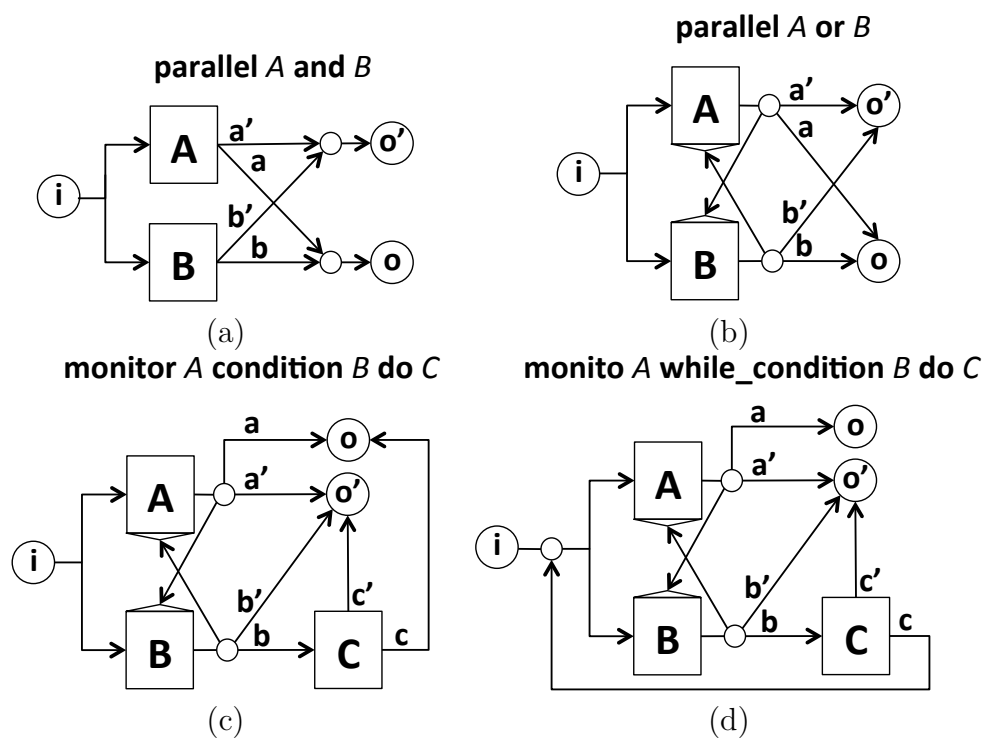 parallel A and B
i
A
B
a'
a
b'
b
o'
o
(a)
parallel A or B
i
A
B
a'
a
b'
b
o'
o
(b)
monitor A condition B do C
i
A
B
a
a'
b'
b
o
o'
c'
C
c
(c)
monito A while_condition B do C
i
A
B
a
a'
b'
b
o
o'
c'
C
c
(d)